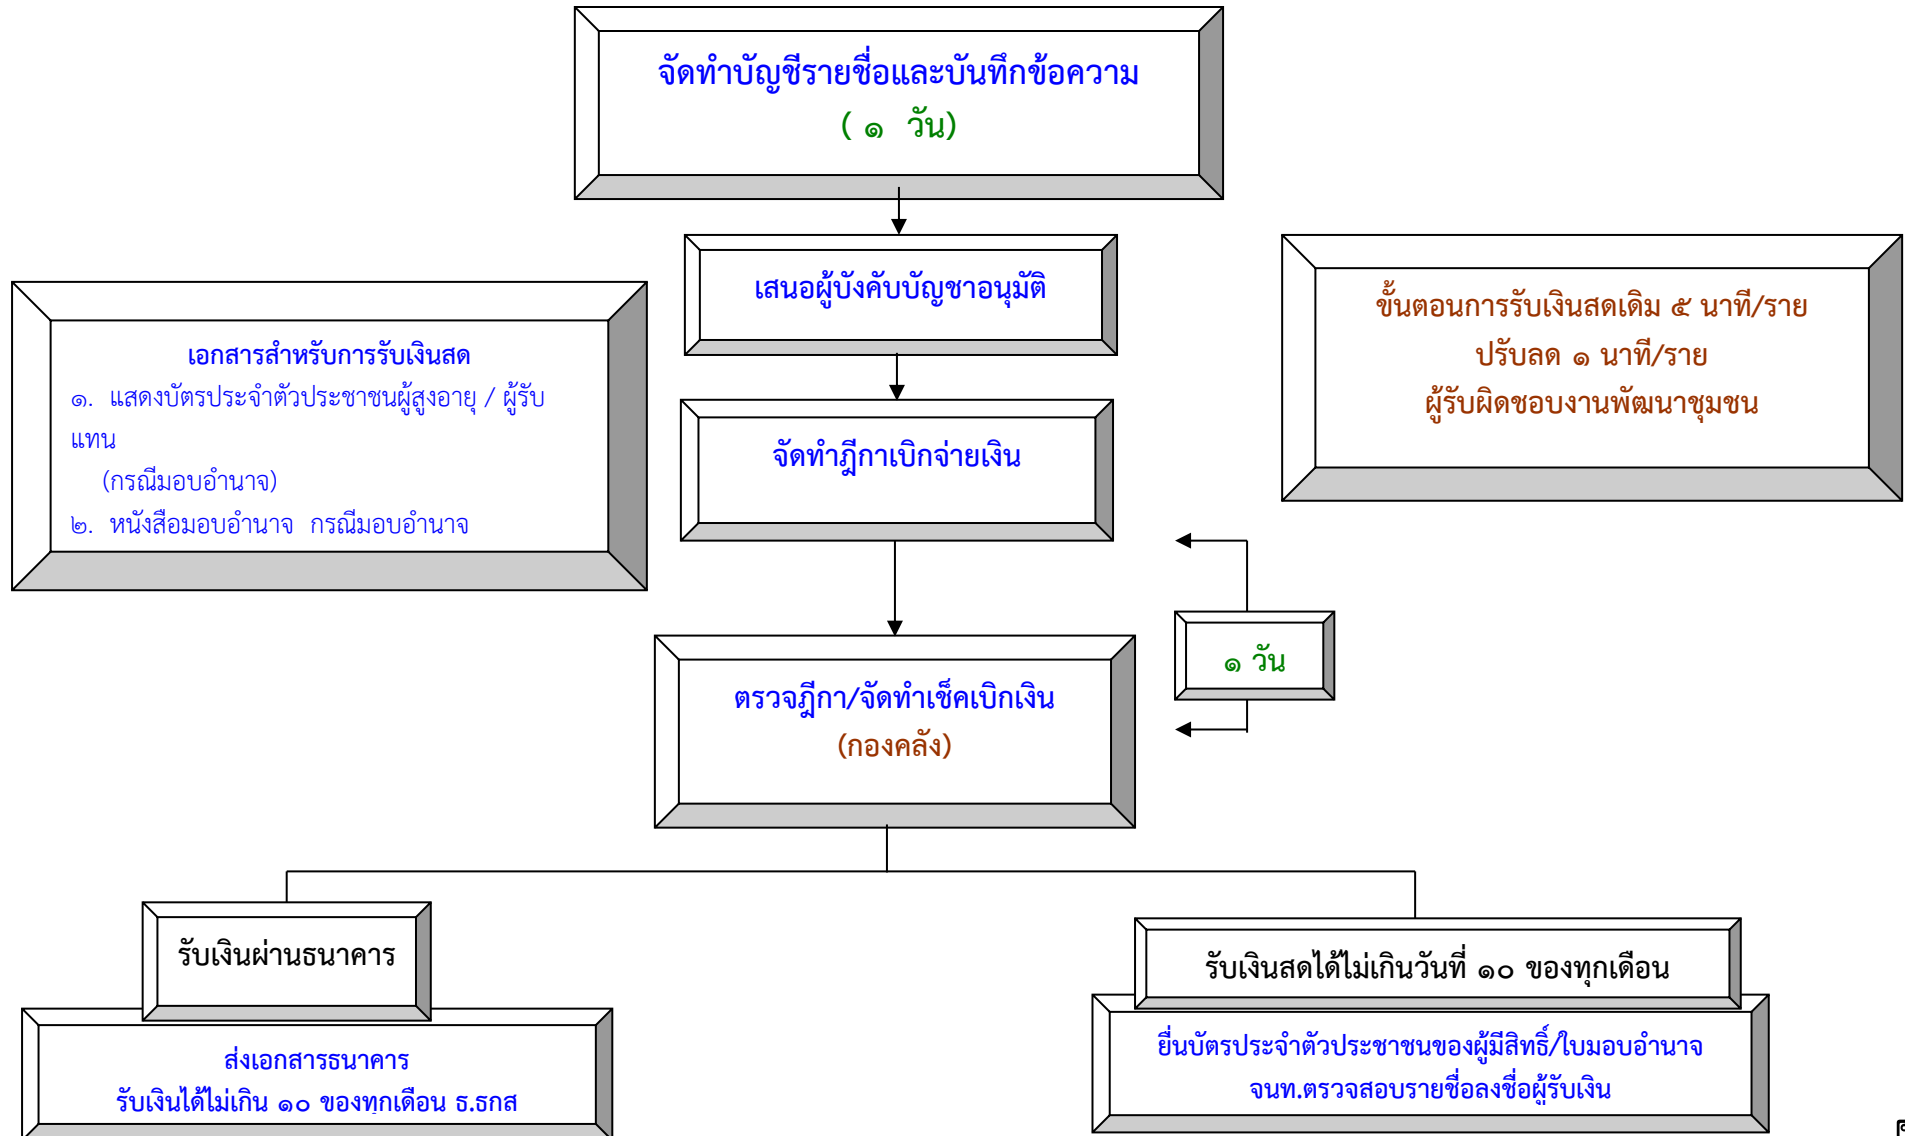 จัดทำบัญชีรายชื่อและบันทึกข้อความ
( ๑ วัน)
เสนอผู้บังคับบัญชาอนุมัติ
เอกสารสำหรับการรับเงินสด
๑. แสดงบัตรประจำตัวประชาชนผู้สูงอายุ / ผู้รับ
แทน
(กรณีมอบอำนาจ)
๒. หนังสือมอบอำนาจ กรณีมอบอำนาจ
ขั้นตอนการรับเงินสดเดิม ๕ นาที/ราย
ปรับลด ๑ นาที/ราย
ผู้รับผิดชอบงานพัฒนาชุมชน
จัดทำฎีกาเบิกจ่ายเงิน
๑ วัน
ตรวจฎีกา/จัดทำเช็คเบิกเงิน
(กองคลัง)
รับเงินผ่านธนาคาร
ส่งเอกสารธนาคาร
รับเงินได้ไม่เกิน ๑๐ ของทุกเดือน ธ.ธกส
รับเงินสดได้ไม่เกินวันที่ ๑๐ ของทุกเดือน
ยื่นบัตรประจำตัวประชาชนของผู้มีสิทธิ์/ใบมอบอำนาจ
จนท.ตรวจสอบรายชื่อลงชื่อผู้รับเงิน